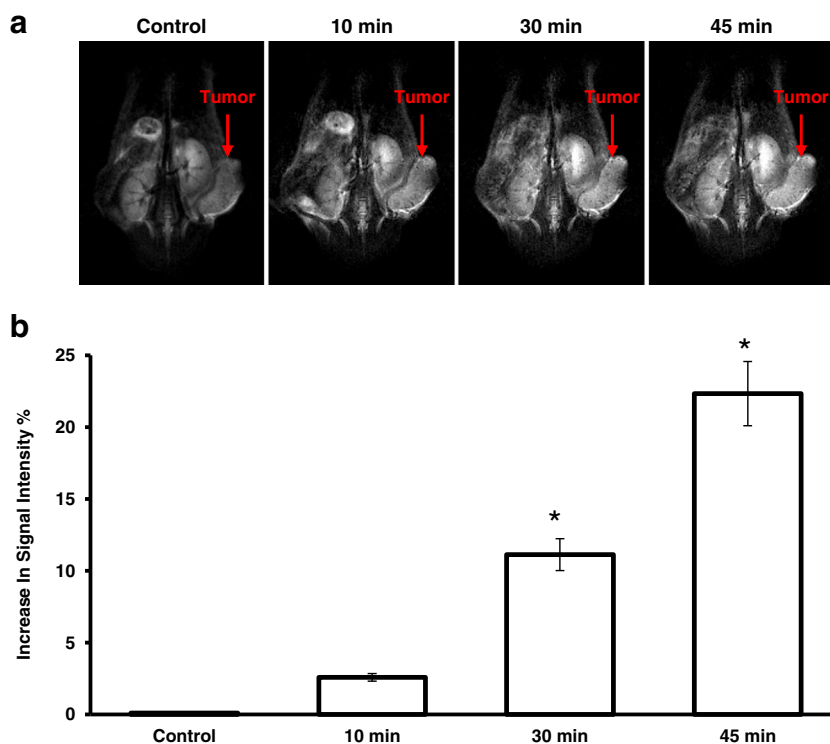 a
Control 10 min 30 min 45 min
Tumor Tumor Tumor Tumor
b
Increase In Signal Intensity %
25
20
15
10
5
0
*
*
Control 10 min 30 min 45 min